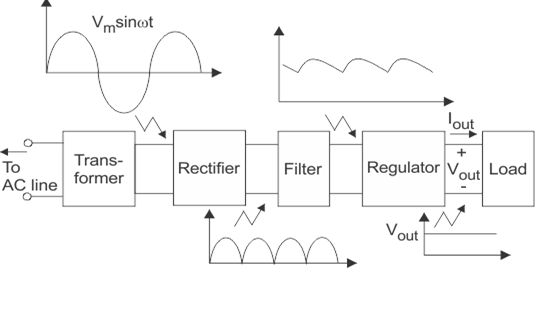 Vmsinωt
Iout
To
AC line
Trans-
former
Rectifier
Filter
Regulator
+
Vout
-
Load
Vout